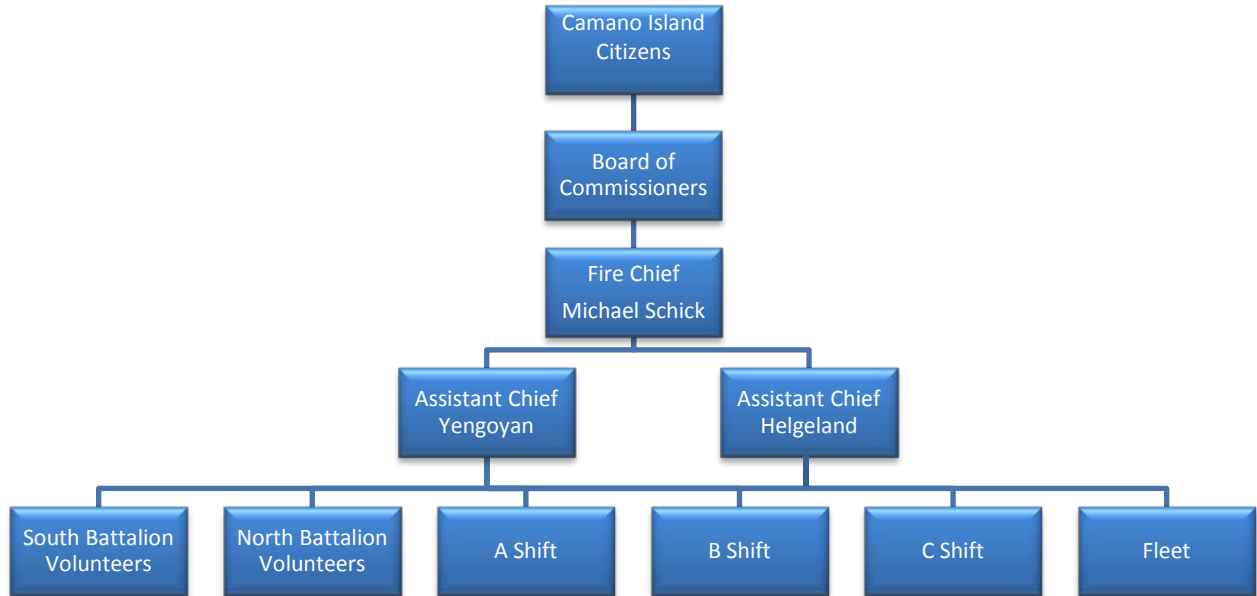 Camano Island
Citizens
Board of
Commissioners
Fire Chief
Michael Schick
Assistant Chief
Yengoyan
Assistant Chief
Helgeland
South Battalion
Volunteers
North Battalion
Volunteers
A Shift
B Shift
C Shift
Fleet